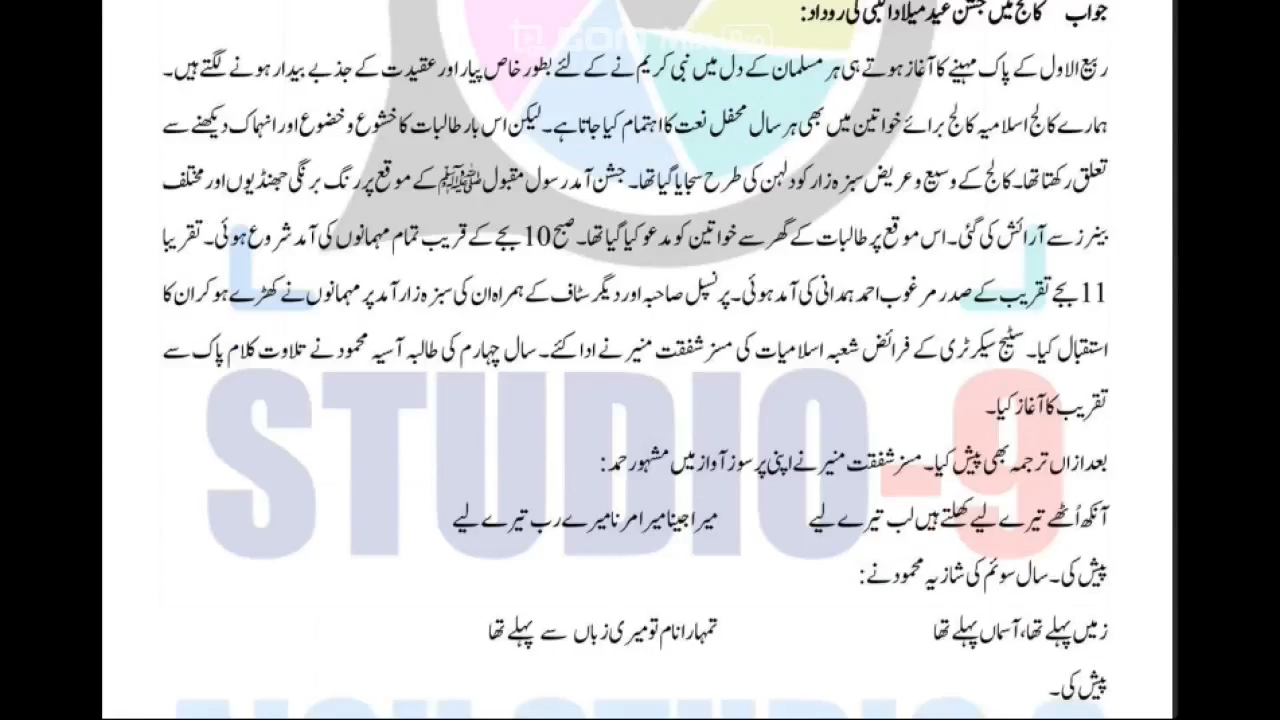 جواب کالج میں جشن عید میلاد النبی کی روداد:
ربیع الاول کے پاک مہینے کا آغاز ہوتے ہی ہر مسلمان کے دل میں نبی کریم نے کے لئے بطور خاص پیار اور عقیدت کے جذبے بیدار ہونے لگتے ہیں۔
ہمارے کالج اسلامیہ کالج برائے خواتین میں بھی ہر سال محفل نعت کا اہتمام کیا جاتا ہے۔ لیکن اس بار طالبات کا خشوع و خضوع اور انہماک دیکھنے سے
تعلق رکھتا تھا۔ کالج کے وسیع و عریض سبزہ زار کو دلہن کی طرح سجایا گیا تھا۔ جشن آمد رسول مقبول ﷺ کے موقع پر رنگ برنگی جھنڈیوں اور مختلف
بینرز سے آرائش کی گئی۔ اس موقع پر طالبات کے گھر سے خواتین کو مدعو کیا گیا تھا۔ صبح 10 بجے کے قریب تمام مہمانوں کی آمد شروع ہوئی۔ تقریبا
11 بجے تقریب کے صدر مرغوب احمد ہمدانی کی آمد ہوئی۔ پرنسپل صاحبہ اور دیگر سٹاف کے ہمراہ ان کی سبزہ زار آمد پر مہمانوں نے کھڑے ہو کر ان کا
استقبال کیا۔ سٹیج سیکرٹری کے فرائض شعبہ اسلامیات کی مسز شفقت منیر نے ادا کئے۔ سال چہارم کی طالبہ آسیہ محمود نے تلاوت کلام پاک سے
تقریب کا آغاز کیا۔
بعد ازاں ترجمہ بھی پیش کیا۔ مسز شفقت منیر نے اپنی پر سوز آواز میں مشہور حمد:
آنکھ اُٹھے تیرے لیے کھلتے ہیں لب تیرے لیے میرا جینا میرا مرنا میرے رب تیرے لیے
پیش کی۔ سال سوئم کی شازیہ محمود نے:
زمیں پہلے تھا، آسماں پہلے تھا تمہارا نام تو میری زباں سے پہلے تھا
پیش کی۔
STUDIO-9